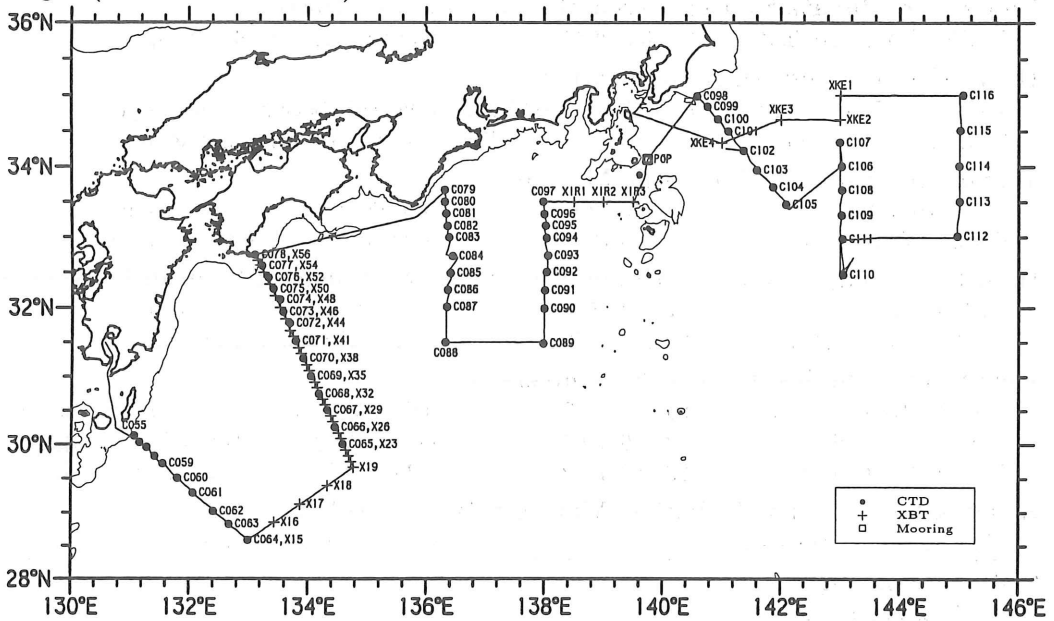 36°N
34°N
32°N
30°N
28°N
130°E
132°E
134°E
136°E
138°E
140°E
142°E
144°E
146°E
C055
C059
C060
C061
C062
C063
C064,X15
X16
X17
X18
X19
C065,X23
C066,X26
C067,X29
C068,X32
C069,X35
C070,X38
C071,X41
C072,X44
C073,X46
C074,X48
C075,X50
C076,X52
C077,X54
C078,X56
C079
C080
C081
C082
C083
C084
C085
C086
C087
C088
C089
C090
C091
C092
C093
C094
C095
C096
C097
XIR1
XIR2
XIR3
POP
C098
C099
C100
C101
C102
C103
C104
C105
XKE4
XKE3
XKE1
XKE2
C107
C106
C108
C109
C111
C110
C112
C113
C114
C115
C116
CTD
XBT
Mooring